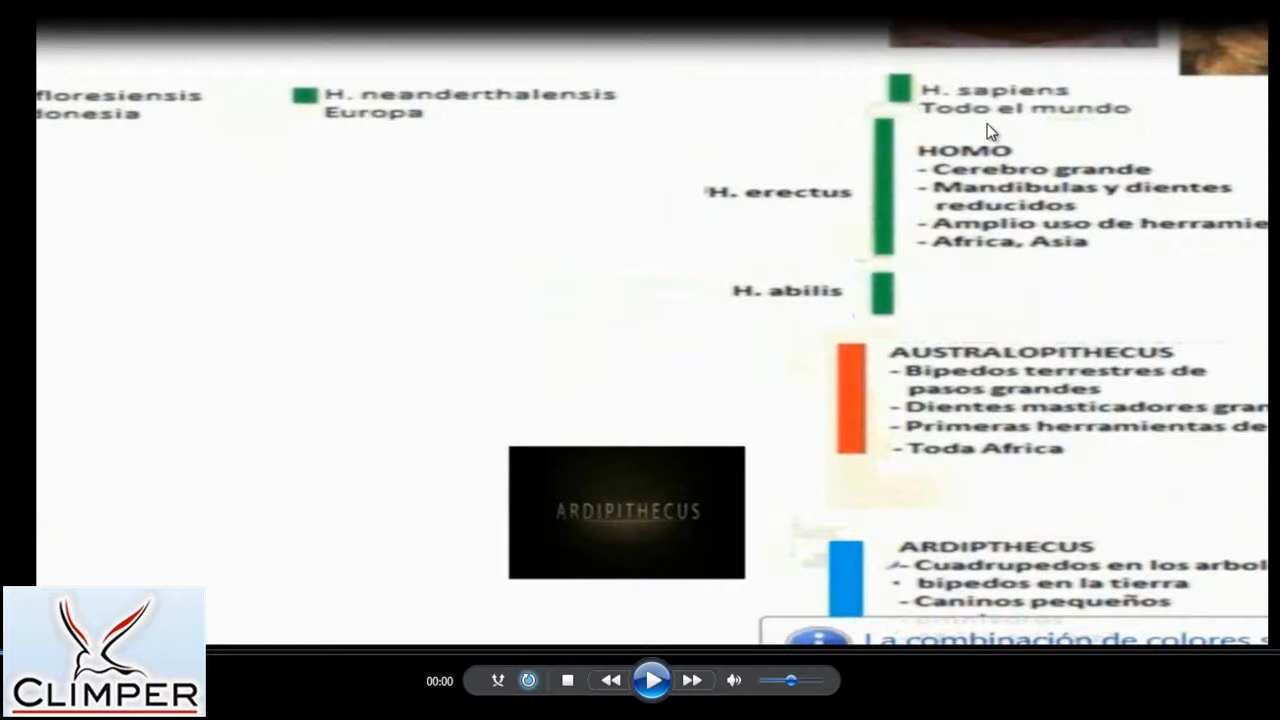 floresiensis
donesia
H. neanderthalensis
Europa
H. sapiens
Todo el mundo
HOMO
- Cerebro grande
- Mandibulas y dientes
reducidos
- Amplio uso de herramie
- Africa, Asia
H. erectus
H. abilis
AUSTRALOPITHECUS
- Bipedos terrestres de
pasos grandes
- Dientes masticadores gran
- Primeras herramientas de
- Toda Africa
ARDIPITHECUS
ARDIPTHECUS
- Cuadrupedos en los arbol
bipedos en la tierra
- Caninos pequeños
La combinación de colores s
CLIMPER
00:00